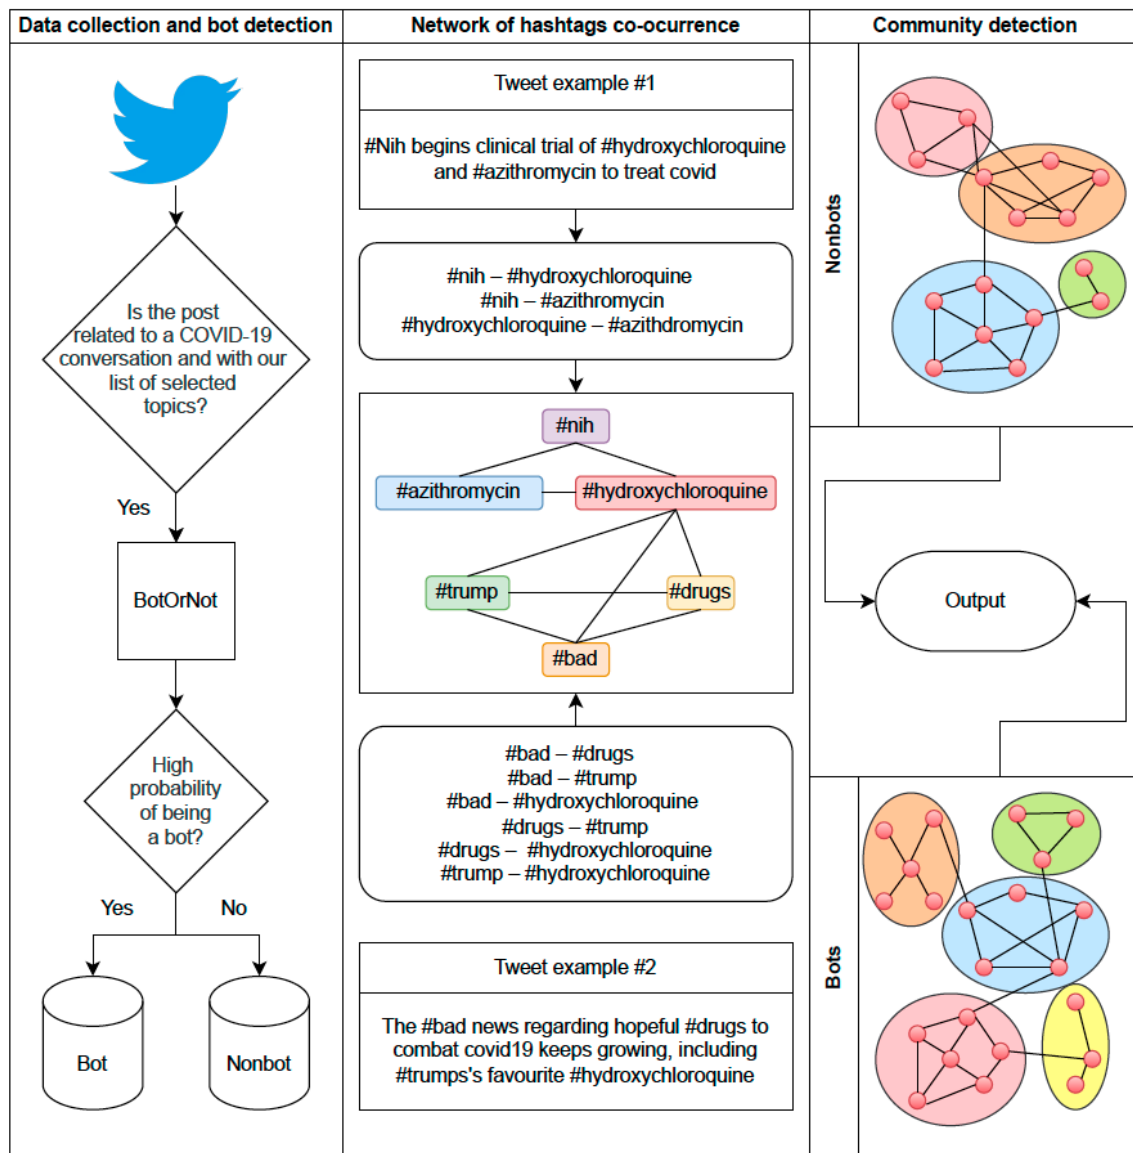 Data collection and bot detection
Is the post
related to a COVID-19
conversation and with our
list of selected
topics?
Yes
BotOrNot
High
probability
of being
a bot?
Yes
No
Bot
Nonbot
Network of hashtags co-ocurrence
Tweet example #1
#Nih begins clinical trial of #hydroxychloroquine
and #azithromycin to treat covid
#nih – #hydroxychloroquine
#nih – #azithromycin
#hydroxychloroquine – #azithdromycin
#nih
#azithromycin
#hydroxychloroquine
#trump
#drugs
#bad
#bad – #drugs
#bad – #trump
#bad – #hydroxychloroquine
#drugs – #trump
#drugs – #hydroxychloroquine
#trump – #hydroxychloroquine
Tweet example #2
The #bad news regarding hopeful #drugs to
combat covid19 keeps growing, including
#trumps's favourite #hydroxychloroquine
Community detection
Nonbots
Output
Bots